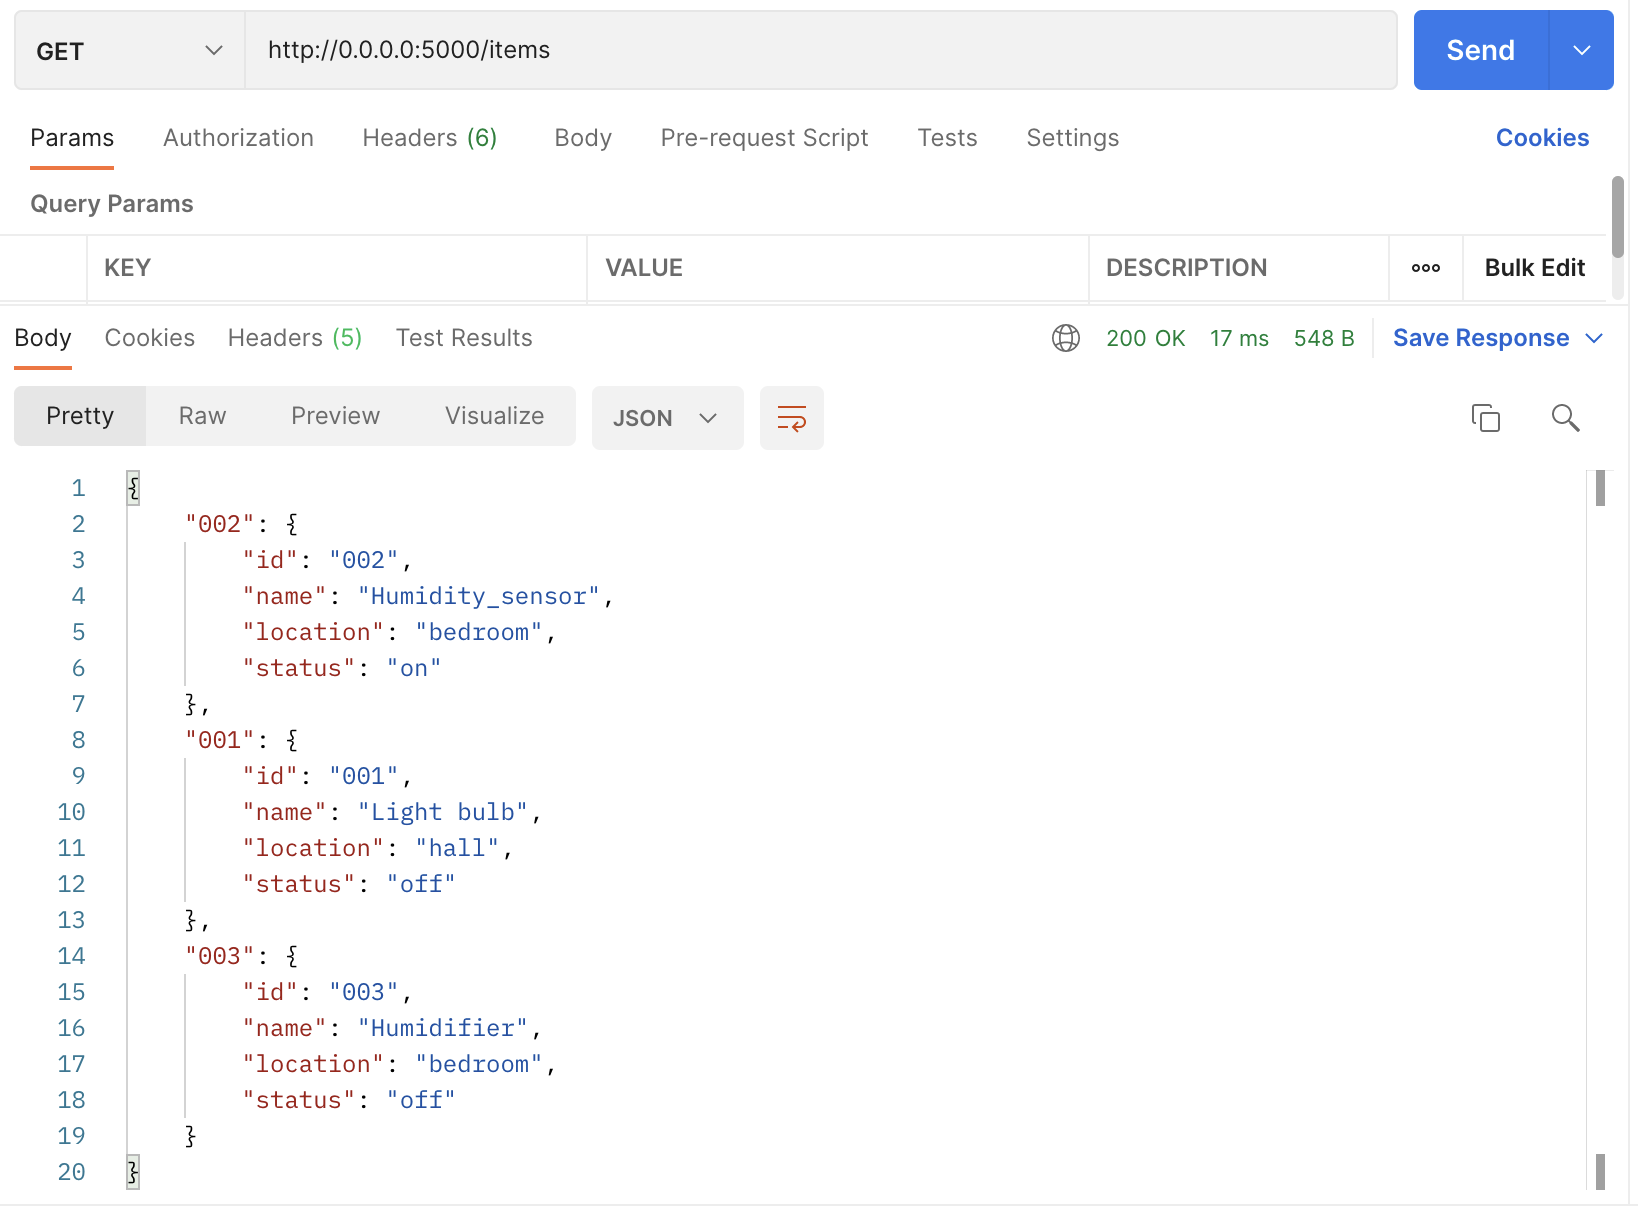 GET http://0.0.0.0:5000/items Send
Params Authorization Headers (6) Body Pre-request Script Tests Settings Cookies
Query Params
KEY VALUE DESCRIPTION ooo Bulk Edit
Body Cookies Headers (5) Test Results 200 OK 17 ms 548 B Save Response
Pretty Raw Preview Visualize JSON
1 {
2 "002": {
3 "id": "002",
4 "name": "Humidity_sensor",
5 "location": "bedroom",
6 "status": "on"
7 },
8 "001": {
9 "id": "001",
10 "name": "Light bulb",
11 "location": "hall",
12 "status": "off"
13 },
14 "003": {
15 "id": "003",
16 "name": "Humidifier",
17 "location": "bedroom",
18 "status": "off"
19 }
20 }